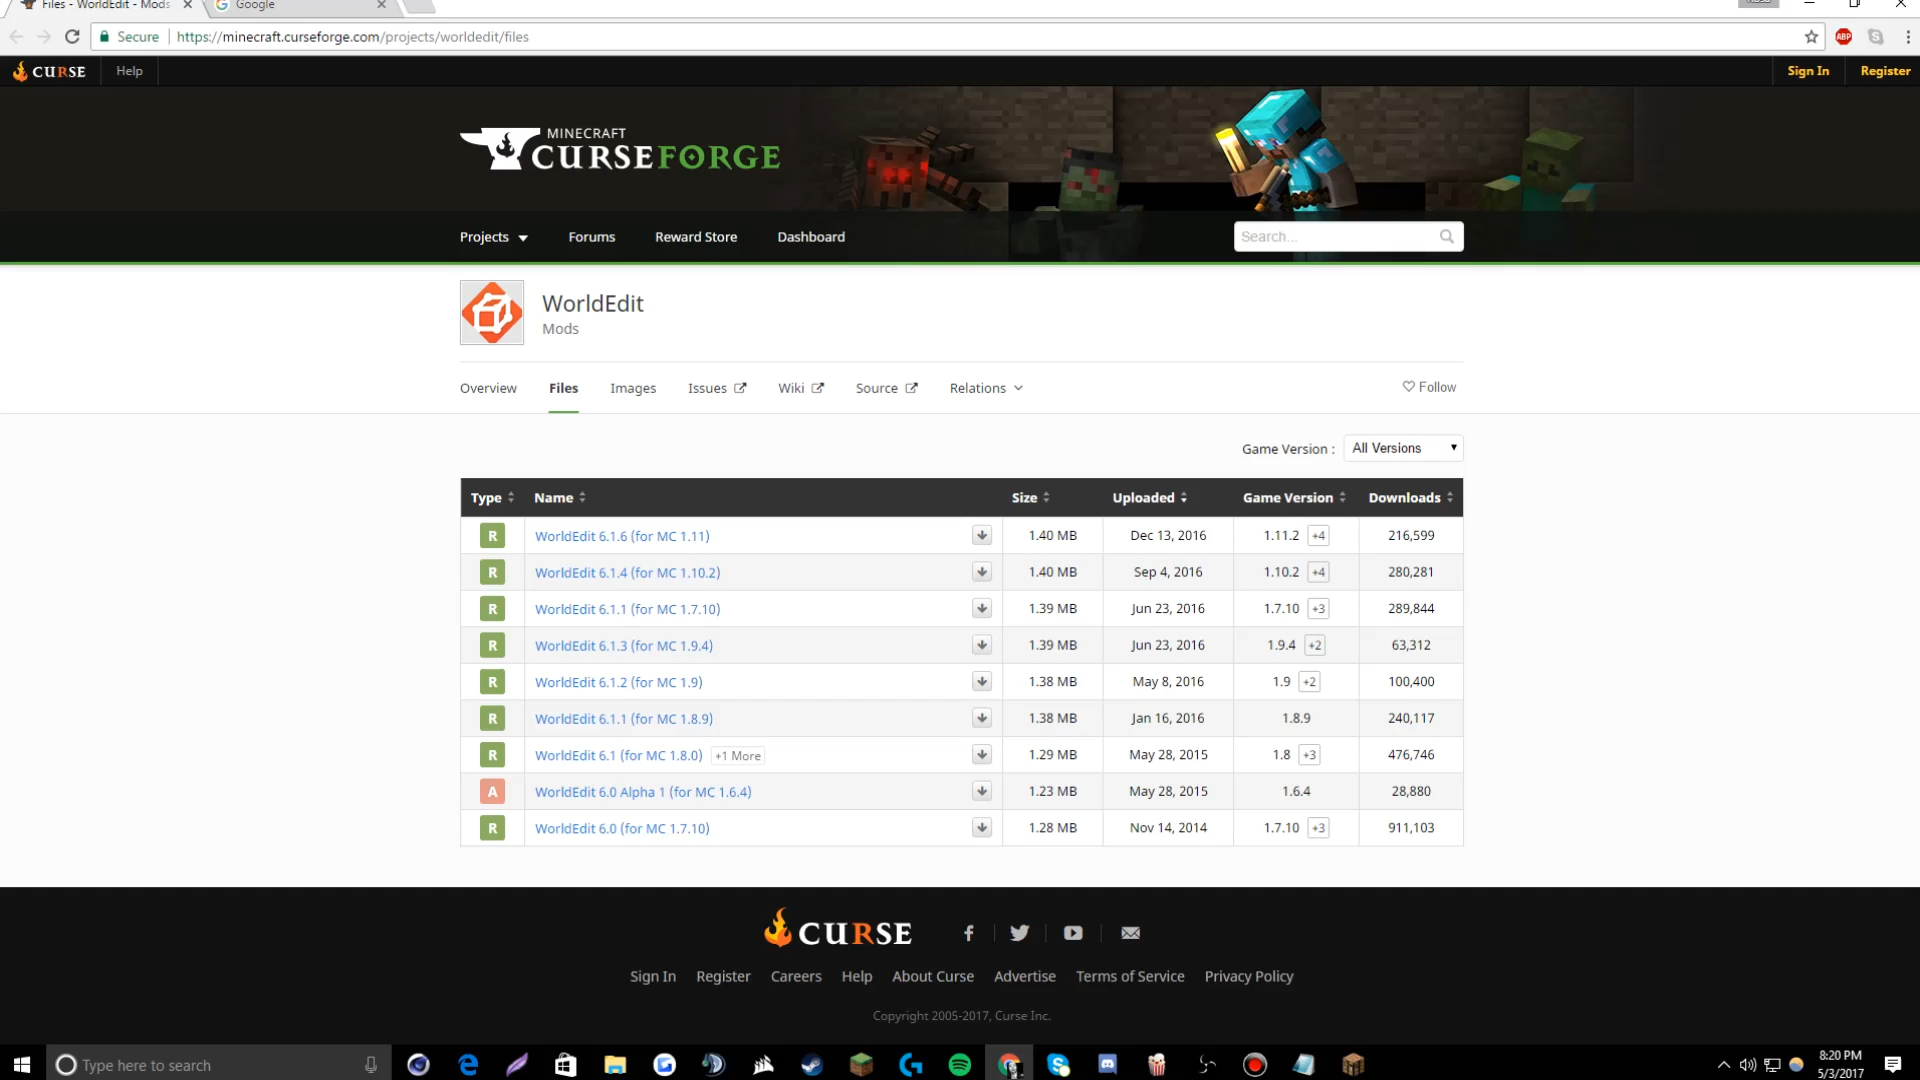 Files - WorldEdit - Mods
Google
Secure
https://minecraft.curseforge.com/projects/worldedit/files
ABP
CURSE
Help
Sign In
Register
MINECRAFT
CURSEFORGE
Projects
Forums
Reward Store
Dashboard
Search...
WorldEdit
Mods
Overview
Files
Images
Issues
Wiki
Source
Relations
Follow
Game Version :
All Versions
Type Name Size Uploaded Game Version Downloads
R WorldEdit 6.1.6 (for MC 1.11) 1.40 MB Dec 13, 2016 1.11.2 +4 216,599
R WorldEdit 6.1.4 (for MC 1.10.2) 1.40 MB Sep 4, 2016 1.10.2 +4 280,281
R WorldEdit 6.1.1 (for MC 1.7.10) 1.39 MB Jun 23, 2016 1.7.10 +3 289,844
R WorldEdit 6.1.3 (for MC 1.9.4) 1.39 MB Jun 23, 2016 1.9.4 +2 63,312
R WorldEdit 6.1.2 (for MC 1.9) 1.38 MB May 8, 2016 1.9 +2 100,400
R WorldEdit 6.1.1 (for MC 1.8.9) 1.38 MB Jan 16, 2016 1.8.9 240,117
R WorldEdit 6.1 (for MC 1.8.0) +1 More 1.29 MB May 28, 2015 1.8 +3 476,746
A WorldEdit 6.0 Alpha 1 (for MC 1.6.4) 1.23 MB May 28, 2015 1.6.4 28,880
R WorldEdit 6.0 (for MC 1.7.10) 1.28 MB Nov 14, 2014 1.7.10 +3 911,103
CURSE
Sign In Register Careers Help About Curse Advertise Terms of Service Privacy Policy
Copyright 2005-2017, Curse Inc.
Type here to search
8:20 PM
5/3/2017